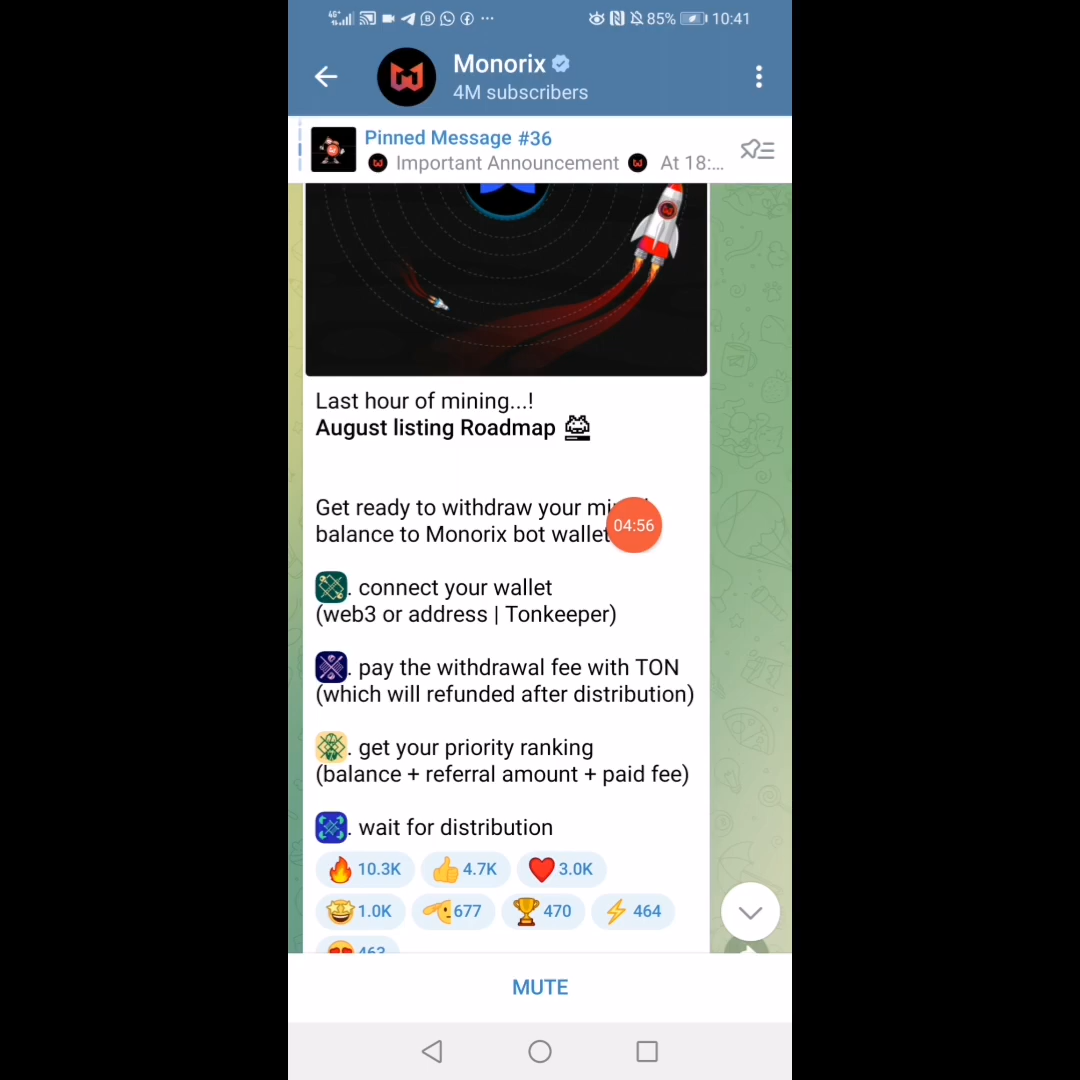 4G 85% 10:41
Monorix
4M subscribers
Pinned Message #36
Important Announcement At 18:...
Last hour of mining...!
August listing Roadmap
Get ready to withdraw your
balance to Monorix bot wallet
04:56
. connect your wallet
(web3 or address | Tonkeeper)
. pay the withdrawal fee with TON
(which will refunded after distribution)
. get your priority ranking
(balance + referral amount + paid fee)
. wait for distribution
10.3K 4.7K 3.0K
1.0K 677 470 464
463
MUTE